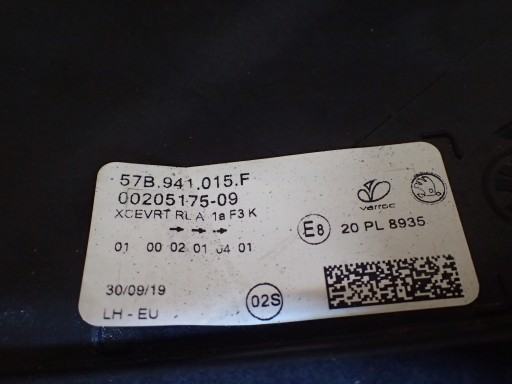 57B.941.015.F
00205175-09
XCEVRT RL A 1a F3 K
01 00 02 01 04 01
30/09/19
LH - EU
02S
varroc
E8
20 PL 8935